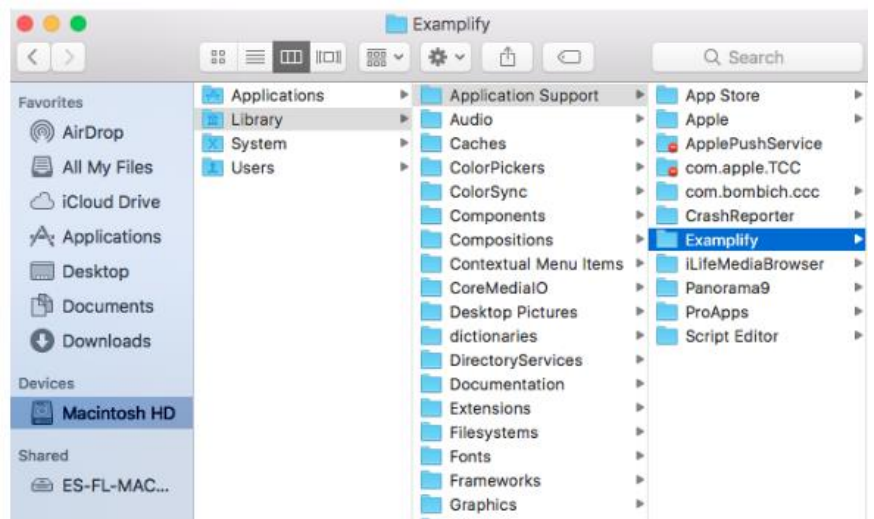 Examplify
Search
Favorites
AirDrop
All My Files
iCloud Drive
Applications
Desktop
Documents
Downloads
Devices
Macintosh HD
Shared
ES-FL-MAC...
Applications
Library
System
Users
Application Support
Audio
Caches
ColorPickers
ColorSync
Components
Compositions
Contextual Menu Items
CoreMediaIO
Desktop Pictures
dictionaries
DirectoryServices
Documentation
Extensions
Filesystems
Fonts
Frameworks
Graphics
App Store
Apple
ApplePushService
com.apple.TCC
com.bombich.ccc
CrashReporter
Examplify
iLifeMediaBrowser
Panorama9
ProApps
Script Editor